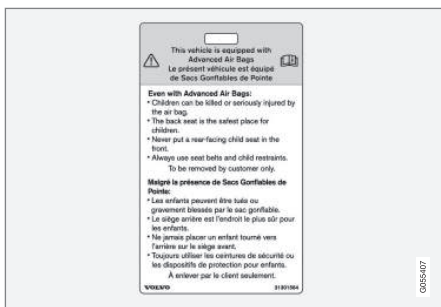 This vehicle is equipped with
Advanced Air Bags
Le présent véhicule est équipé
de Sacs Gonflables de Pointe
Even with Advanced Air Bags:
• Children can be killed or seriously injured by
the air bag.
• The back seat is the safest place for
children.
• Never put a rear-facing child seat in the
front.
• Always use seat belts and child restraints.
To be removed by customer only.
Malgré la présence de Sacs Gonflables de
Pointe:
• Les enfants peuvent être tués ou
gravement blessés par le sac gonflable.
• Le siège arrière est l'endroit le plus sûr pour
les enfants.
• Ne jamais placer un enfant tourné vers
l'arrière sur le siège avant.
• Toujours utiliser les ceintures de sécurité ou
les dispositifs de protection pour enfants.
À enlever par le client seulement.
VOLVO 31301564
G055407